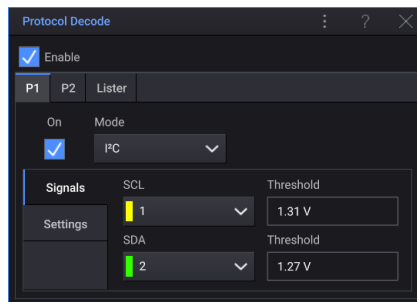 Protocol Decode ?
Enable
P1 P2 Lister
On Mode
I²C
Signals SCL Threshold
1 1.31 V
Settings SDA Threshold
2 1.27 V